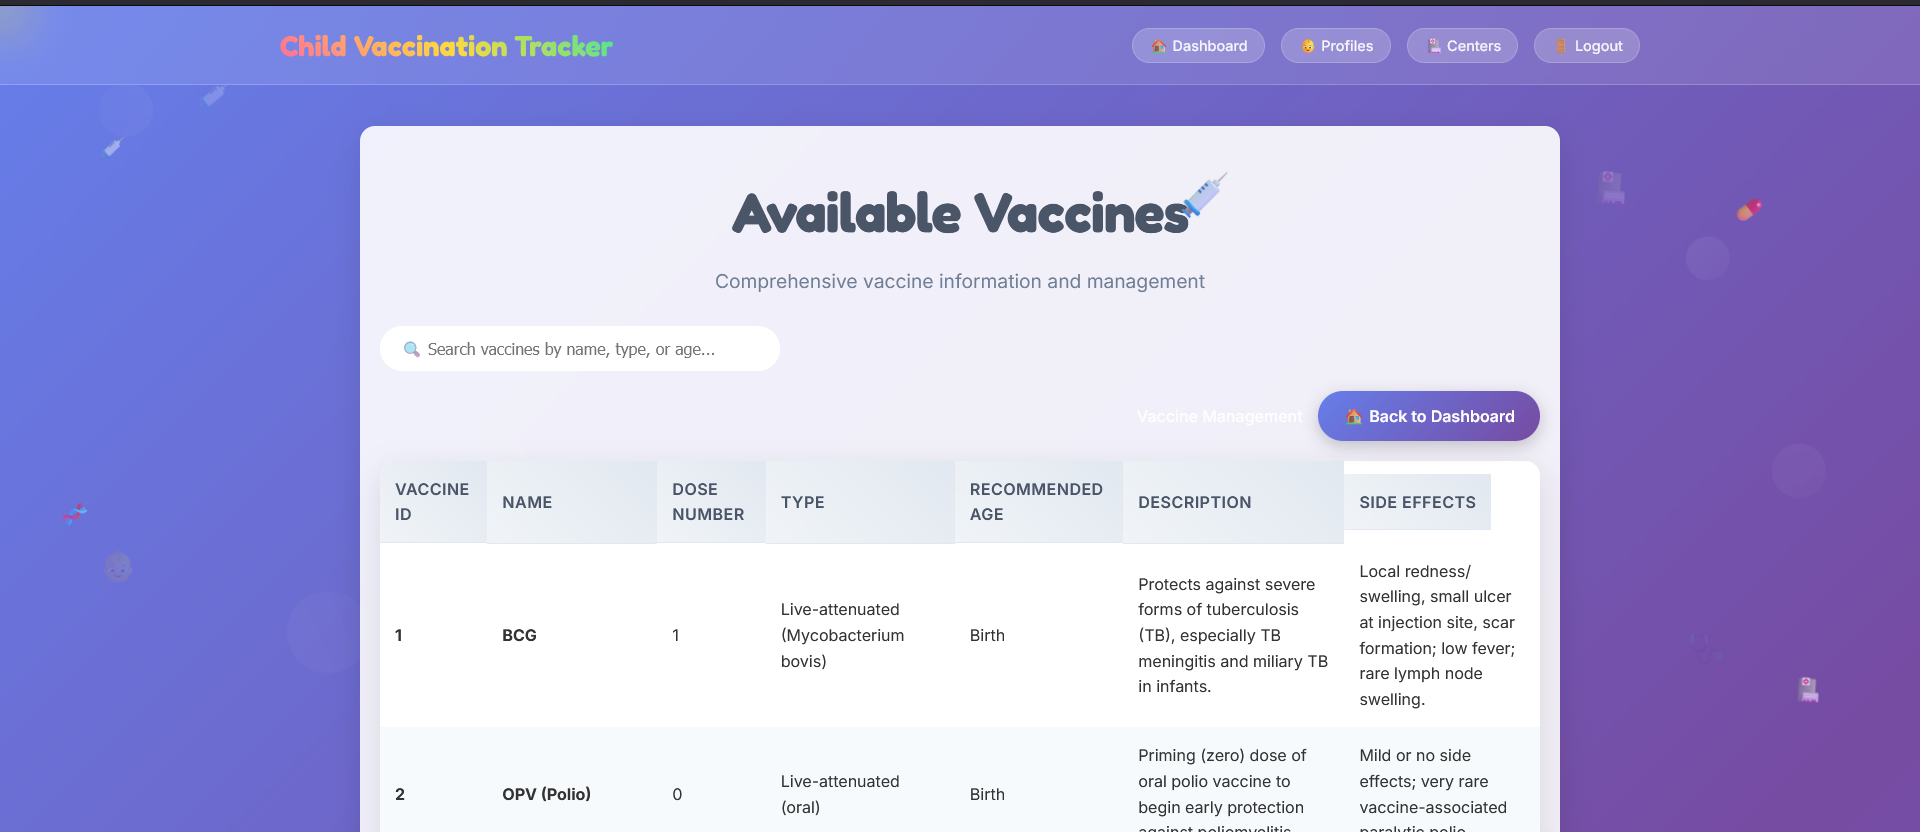 Child Vaccination Tracker
Dashboard
Profiles
Centers
Logout
Available Vaccines
Comprehensive vaccine information and management
Search vaccines by name, type, or age...
Vaccine Management
Back to Dashboard
VACCINE
ID
NAME
DOSE
NUMBER
TYPE
RECOMMENDED
AGE
DESCRIPTION
SIDE EFFECTS
1
BCG
1
Live-attenuated
(Mycobacterium
bovis)
Birth
Protects against severe
forms of tuberculosis
(TB), especially TB
meningitis and miliary TB
in infants.
Local redness/
swelling, small ulcer
at injection site, scar
formation; low fever;
rare lymph node
swelling.
2
OPV (Polio)
0
Live-attenuated
(oral)
Birth
Priming (zero) dose of
oral polio vaccine to
begin early protection
against poliomyelitis
Mild or no side
effects; very rare
vaccine-associated
paralytic polio